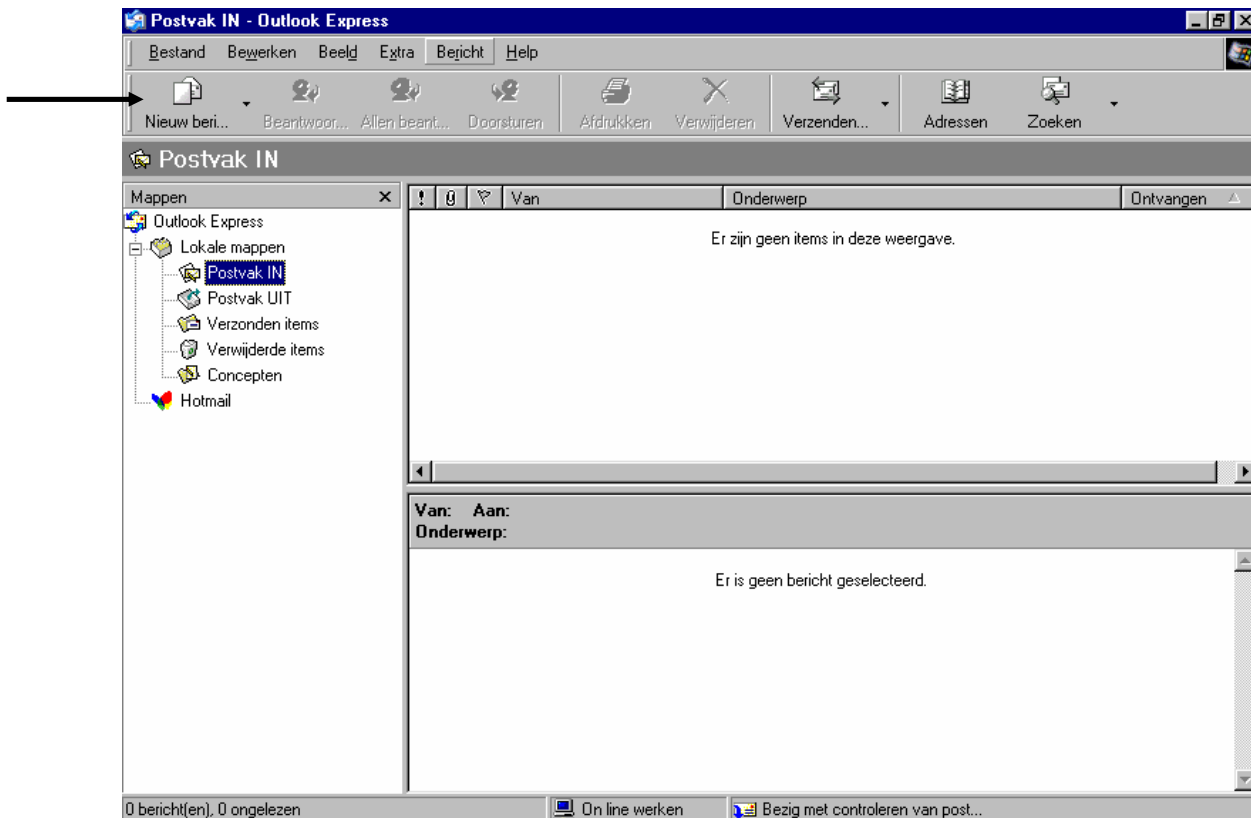 Postvak IN - Outlook Express
Bestand Bewerken Beeld Extra Bericht Help
Nieuw beri... Beantwoor... Allen beant... Doorsturen Afdrukken Verwijderen Verzenden... Adressen Zoeken
Postvak IN
Mappen
Outlook Express
Lokale mappen
Postvak IN
Postvak UIT
Verzonden items
Verwijderde items
Concepten
Hotmail
! Van Onderwerp Ontvangen
Er zijn geen items in deze weergave.
Van: Aan:
Onderwerp:
Er is geen bericht geselecteerd.
0 bericht(en), 0 ongelezen On line werken Bezig met controleren van post...